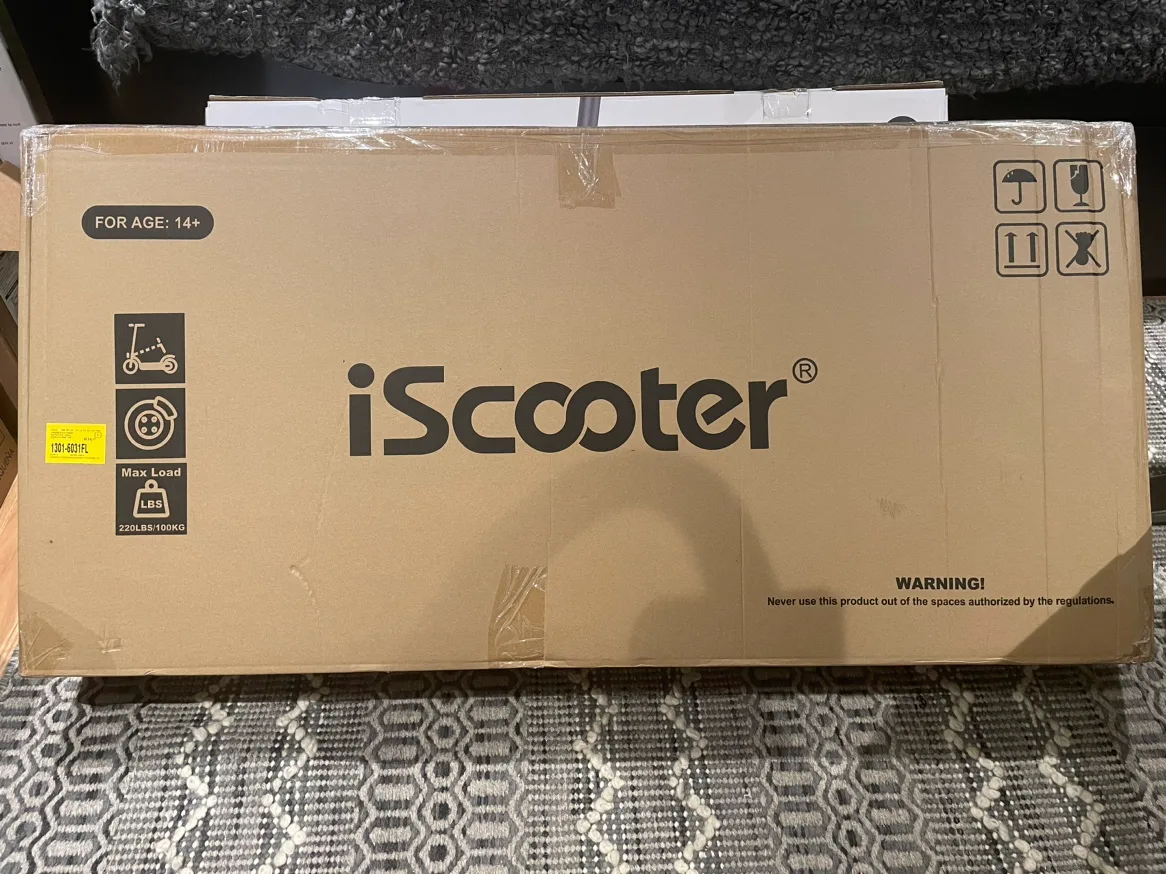 FOR AGE: 14+
iScooter®
1301-6031FL
Max Load
LBS
220LBS/100KG
WARNING!
Never use this product out of the spaces authorized by the regulations.